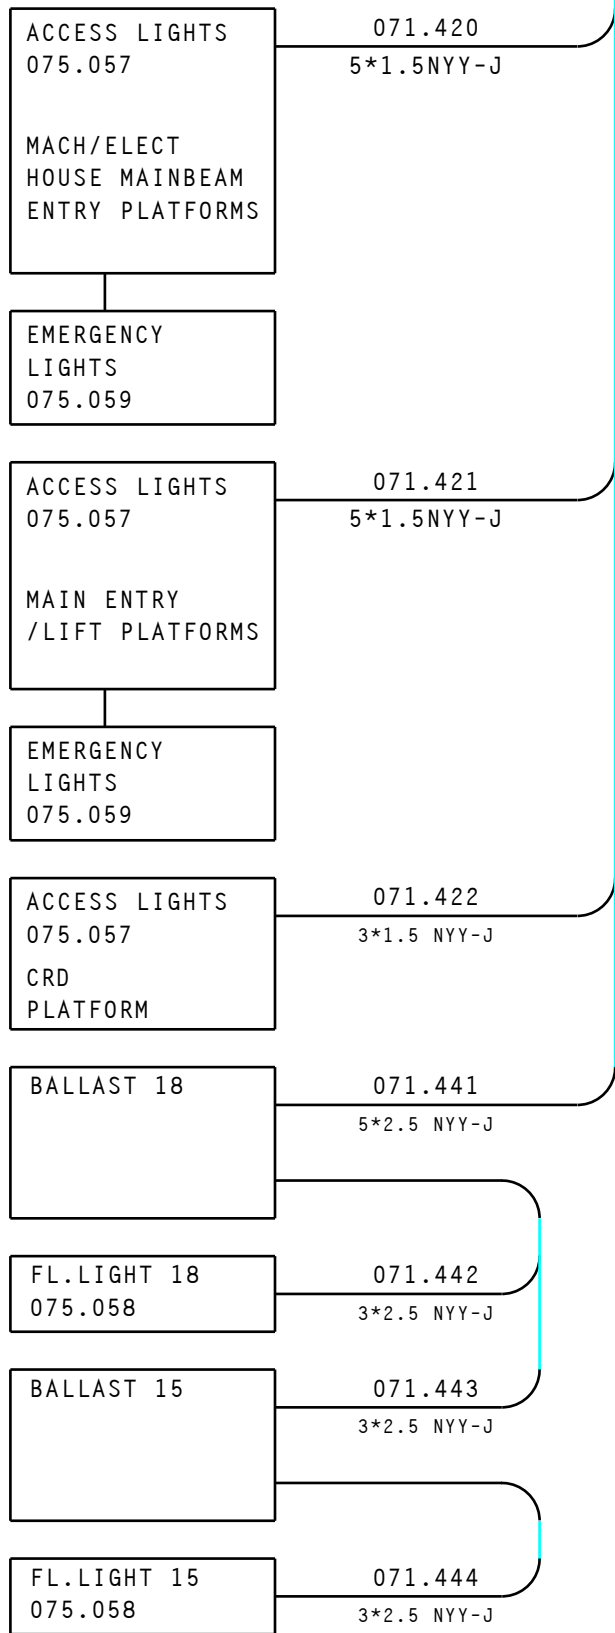 ACCESS LIGHTS
075.057
MACH/ELECT
HOUSE MAINBEAM
ENTRY PLATFORMS
071.420
5*1.5NYY-J
EMERGENCY
LIGHTS
075.059
ACCESS LIGHTS
075.057
MAIN ENTRY
/LIFT PLATFORMS
071.421
5*1.5NYY-J
EMERGENCY
LIGHTS
075.059
ACCESS LIGHTS
075.057
CRD
PLATFORM
071.422
3*1.5 NYY-J
BALLAST 18
071.441
5*2.5 NYY-J
FL.LIGHT 18
075.058
071.442
3*2.5 NYY-J
BALLAST 15
071.443
3*2.5 NYY-J
FL.LIGHT 15
075.058
071.444
3*2.5 NYY-J